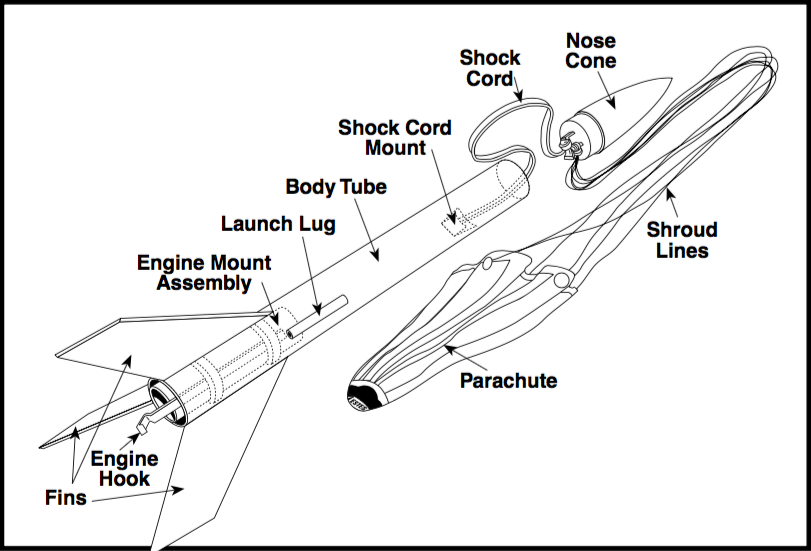 Nose
Cone
Shock
Cord
Shock Cord
Mount
Body Tube
Launch Lug
Shroud
Lines
Engine Mount
Assembly
Parachute
Engine
Hook
Fins
ESTES